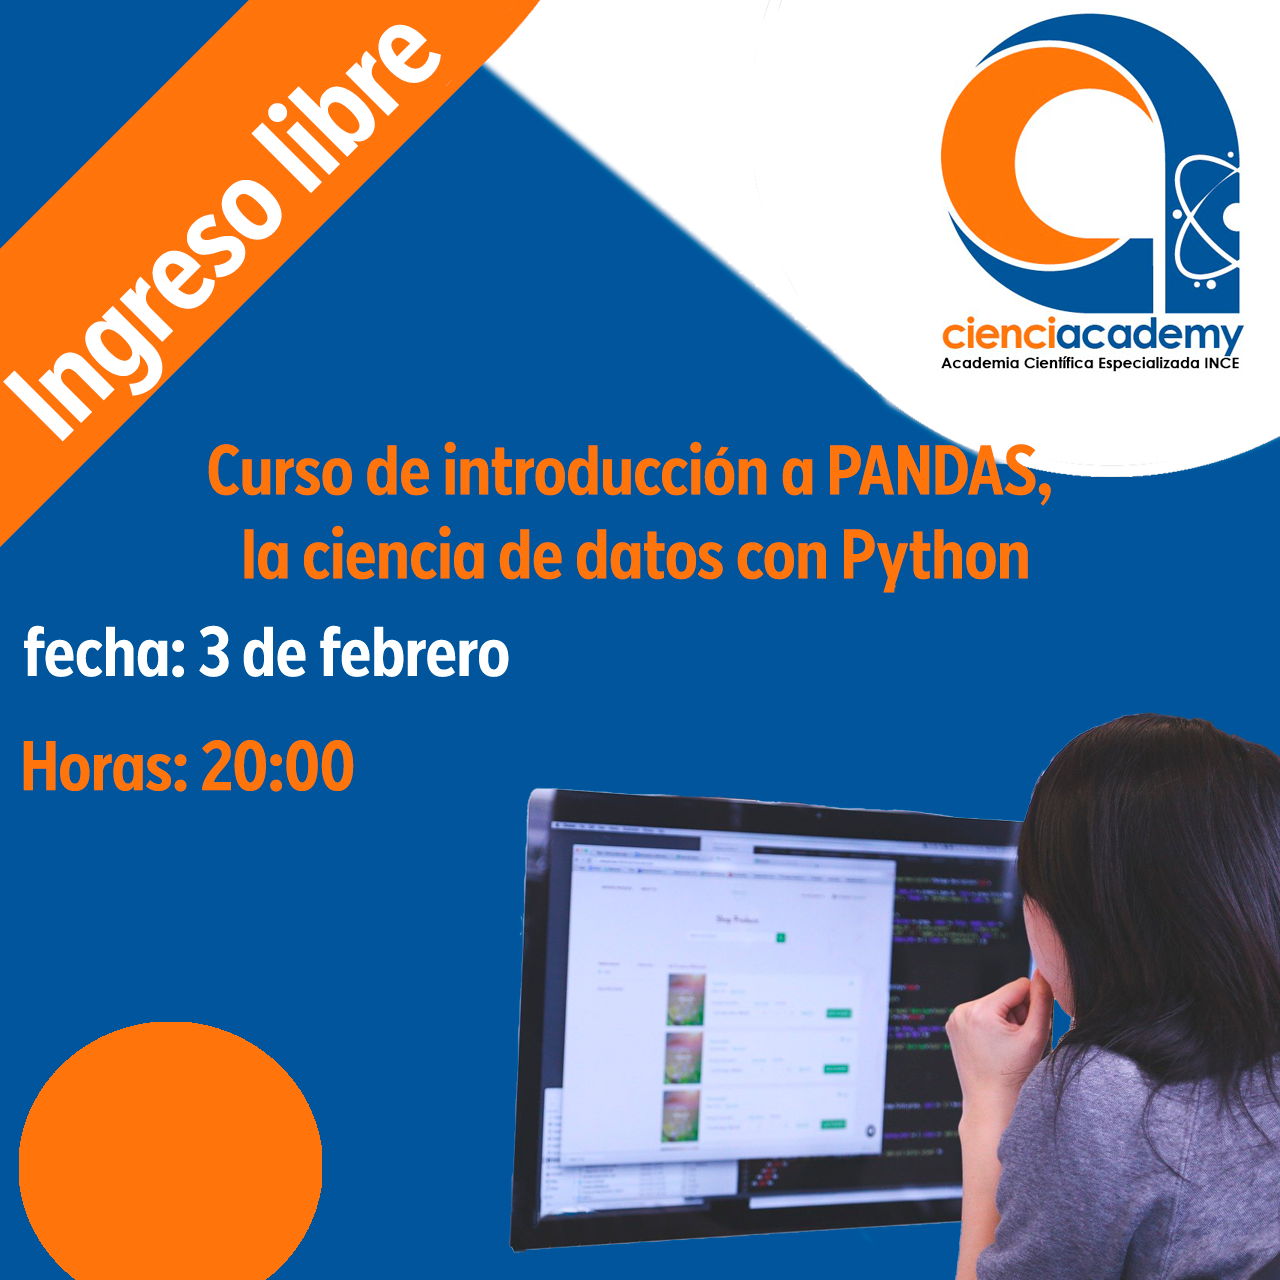 Ingreso libre
cienciacademy
Academia Científica Especializada INCE
Curso de introducción a PANDAS,
la ciencia de datos con Python
fecha: 3 de febrero
Horas: 20:00